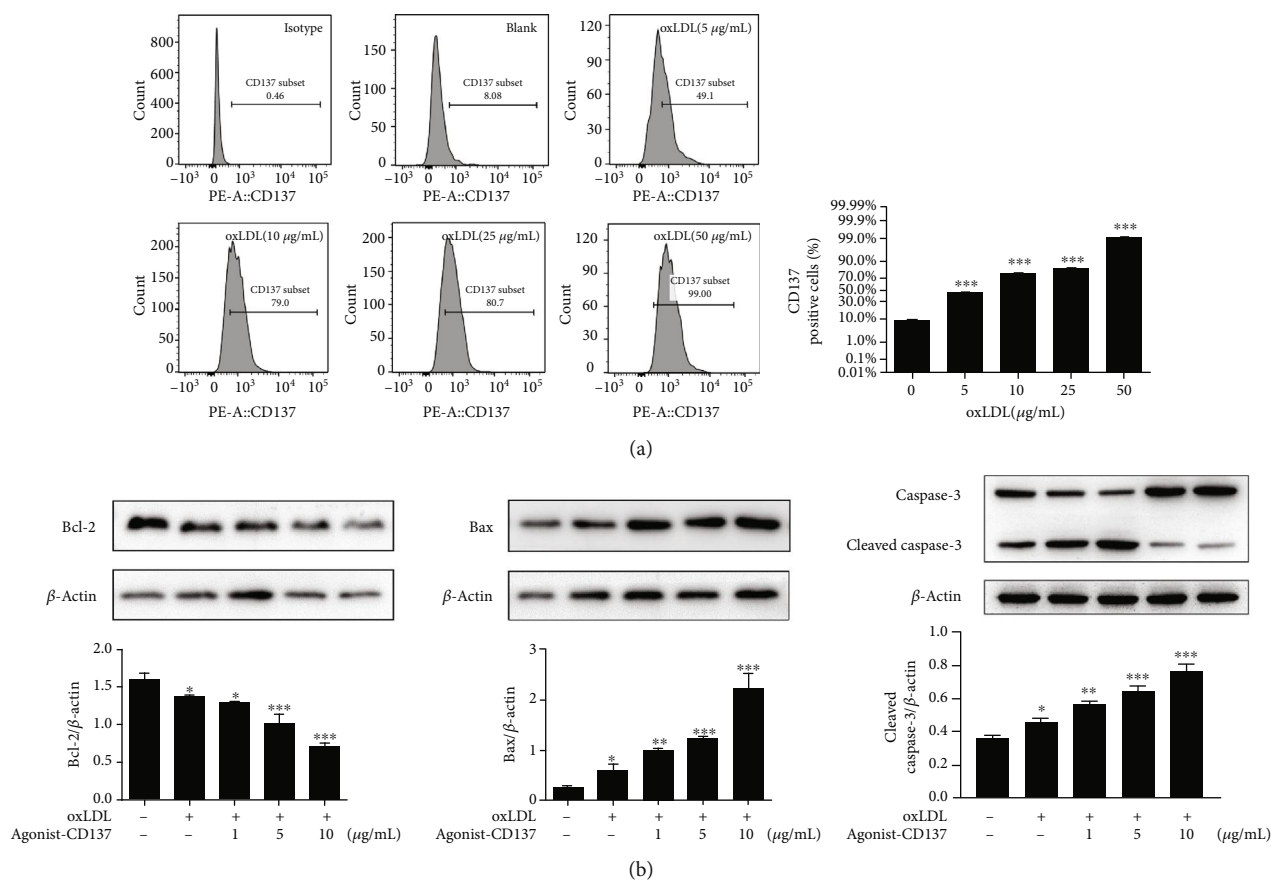 Isotype
CD137 subset
0.46
800
600
400
200
0
Count
–10³ 0 10³ 10⁴ 10⁵
PE-A::CD137
Blank
CD137 subset
8.08
150
100
50
0
Count
–10³ 0 10³ 10⁴ 10⁵
PE-A::CD137
oxLDL(5 μg/mL)
CD137 subset
49.1
120
90
60
30
0
Count
–10³ 0 10³ 10⁴ 10⁵
PE-A::CD137
oxLDL(10 μg/mL)
CD137 subset
79.0
200
150
100
50
0
Count
–10³ 0 10³ 10⁴ 10⁵
PE-A::CD137
oxLDL(25 μg/mL)
CD137 subset
80.7
200
150
100
50
0
Count
–10³ 0 10³ 10⁴ 10⁵
PE-A::CD137
oxLDL(50 μg/mL)
CD137 subset
99.00
120
90
60
30
0
Count
–10³ 0 10³ 10⁴ 10⁵
PE-A::CD137
CD137
positive cells (%)
99.99%
99.9%
99.0%
90.0%
70.0%
50.0%
30.0%
10.0%
1.0%
0.1%
0.01%
*** *** *** ***
0 5 10 25 50
oxLDL(μg/mL)
(a)
Bcl-2
β-Actin
Bcl-2/β-actin
2.0
1.5
1.0
0.5
0.0
* * *** ***
oxLDL – + + + +
Agonist-CD137 – – 1 5 10 (μg/mL)
Bax
β-Actin
Bax/β-actin
3
2
1
0
* ** *** ***
oxLDL – + + + +
Agonist-CD137 – – 1 5 10 (μg/mL)
Caspase-3
Cleaved caspase-3
β-Actin
Cleaved
caspase-3/β-actin
1.0
0.8
0.6
0.4
0.2
0.0
* ** *** ***
oxLDL – + + + +
Agonist-CD137 – – 1 5 10 (μg/mL)
(b)